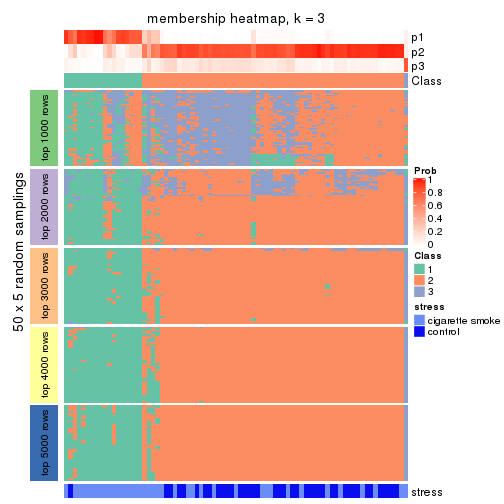 membership heatmap, k = 3
p1
p2
p3
Class
50 x 5 random samplings
top 1000 rows
top 2000 rows
top 3000 rows
top 4000 rows
top 5000 rows
Prob
1
0.8
0.6
0.4
0.2
0
Class
1
2
3
stress
cigarette smoke
control
stress